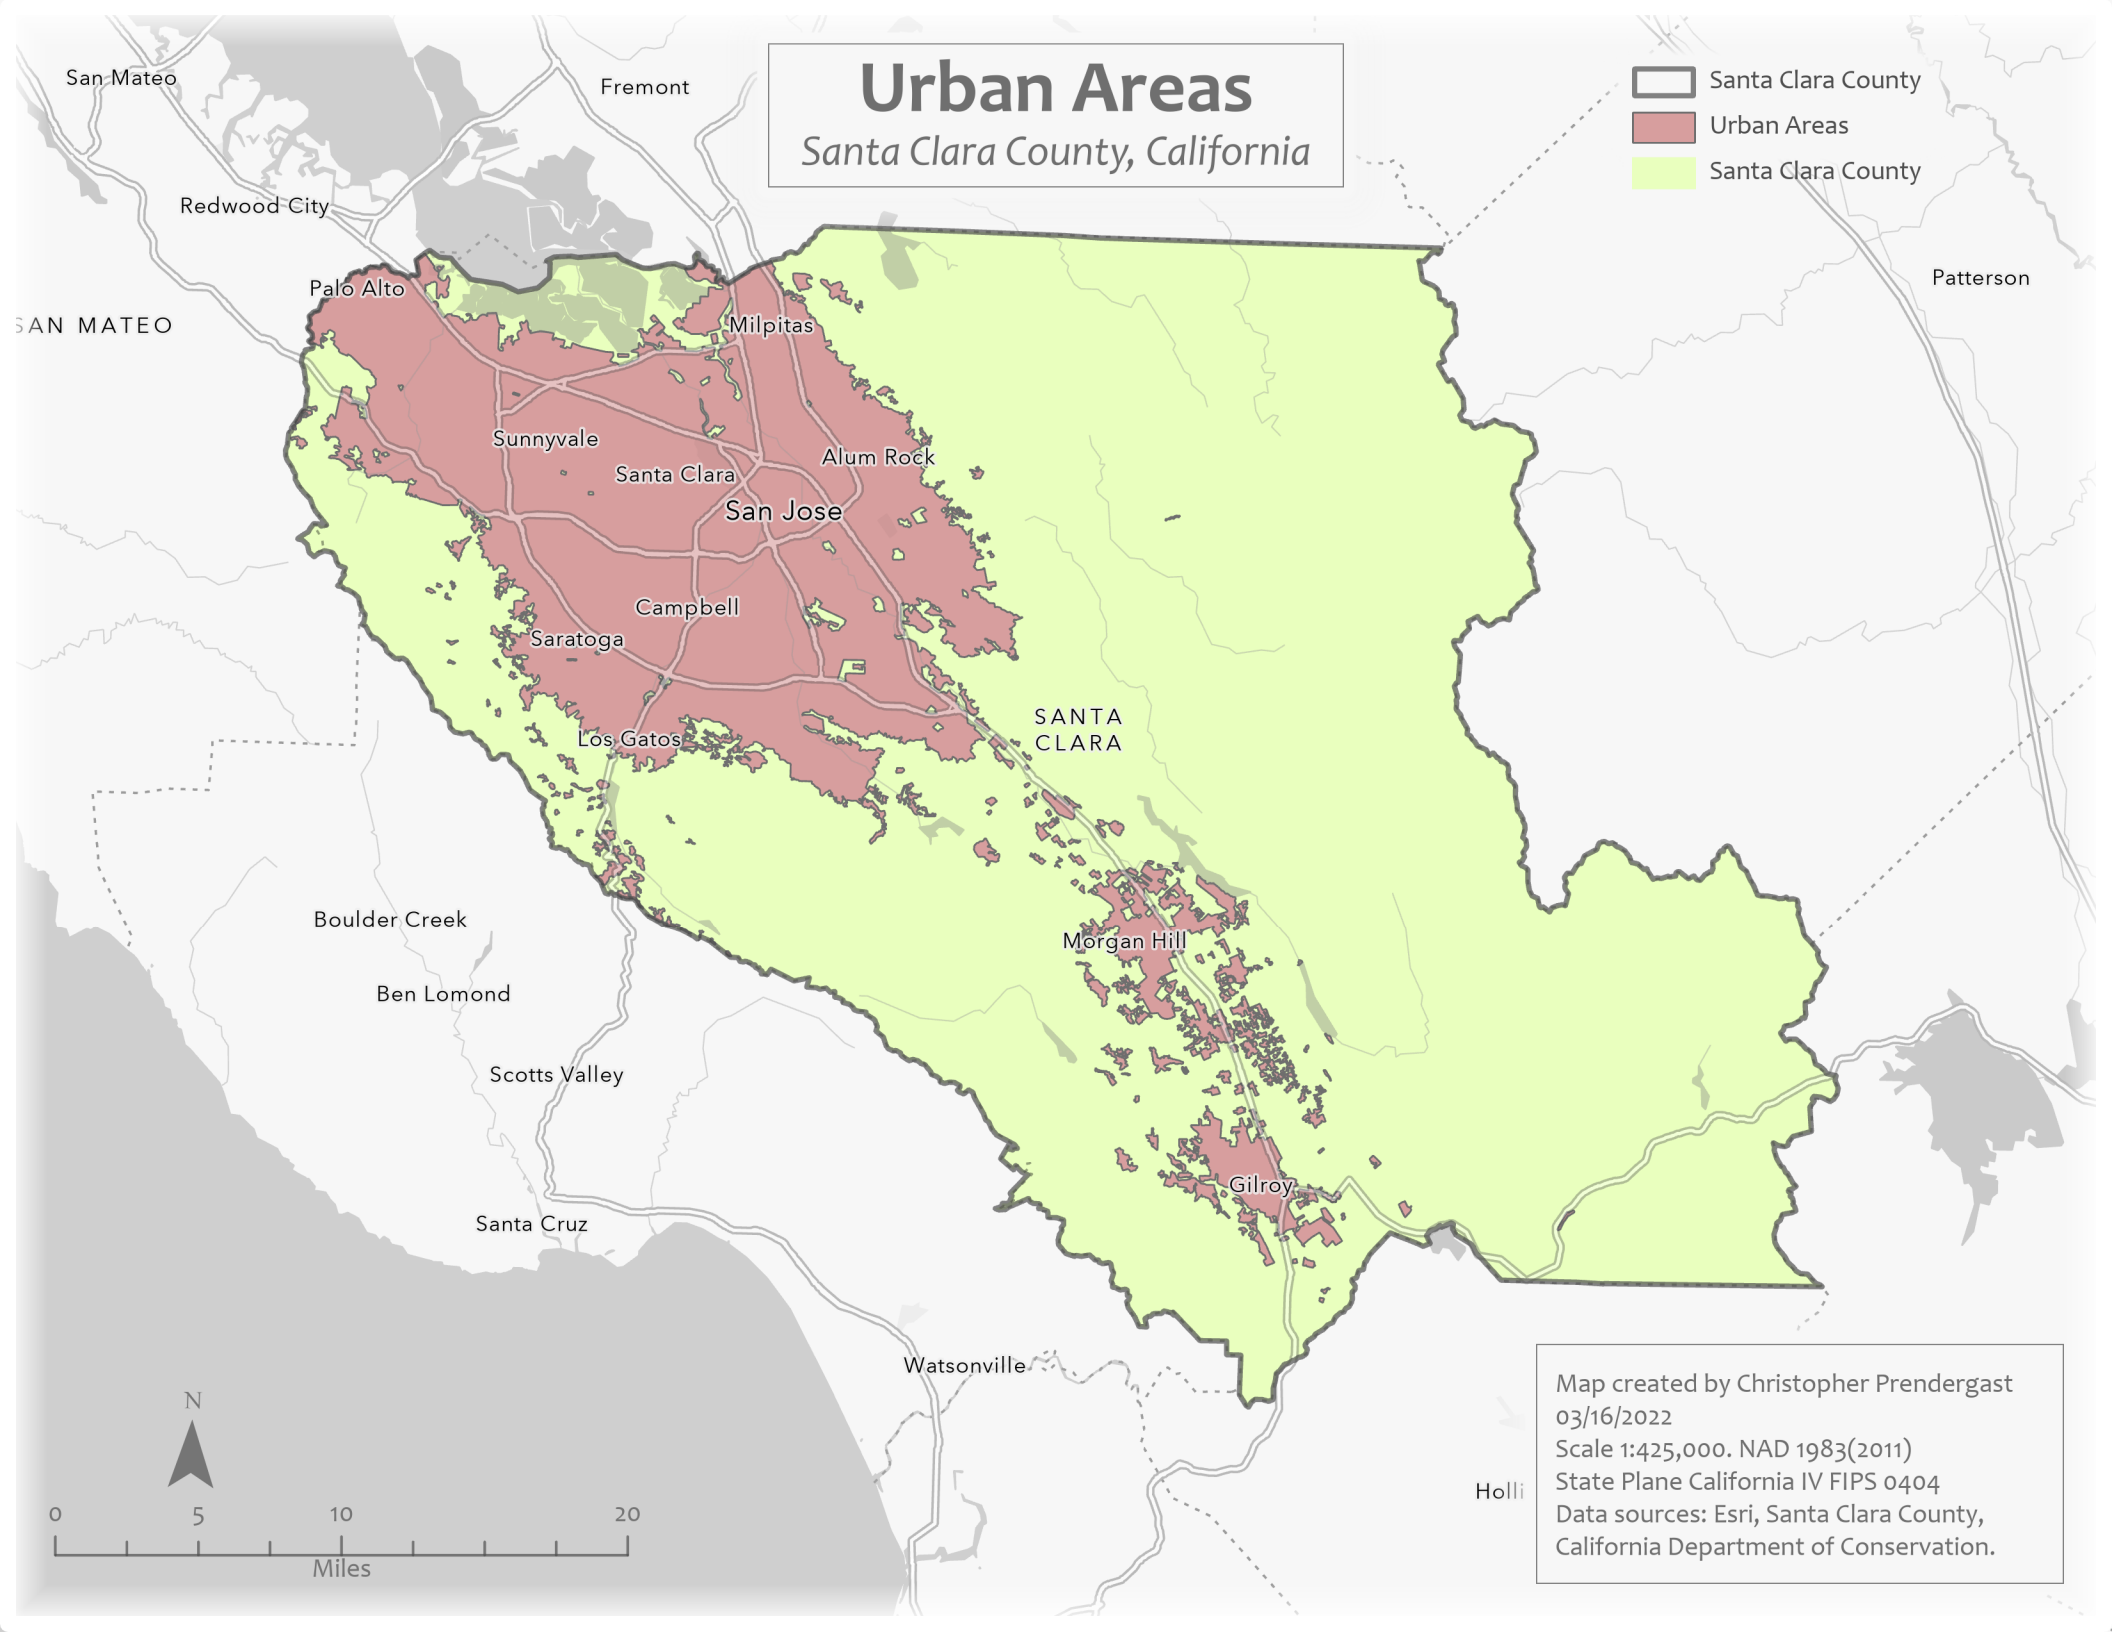 Urban Areas
Santa Clara County, California
Santa Clara County
Urban Areas
Santa Clara County
San Mateo
Fremont
Redwood City
Patterson
Palo Alto
SAN MATEO
Milpitas
Sunnyvale
Alum Rock
Santa Clara
San Jose
Campbell
Saratoga
SANTA
CLARA
Los Gatos
Boulder Creek
Morgan Hill
Ben Lomond
Scotts Valley
Gilroy
Santa Cruz
Watsonville
Holli
N
0 5 10 20
Miles
Map created by Christopher Prendergast
03/16/2022
Scale 1:425,000. NAD 1983(2011)
State Plane California IV FIPS 0404
Data sources: Esri, Santa Clara County,
California Department of Conservation.